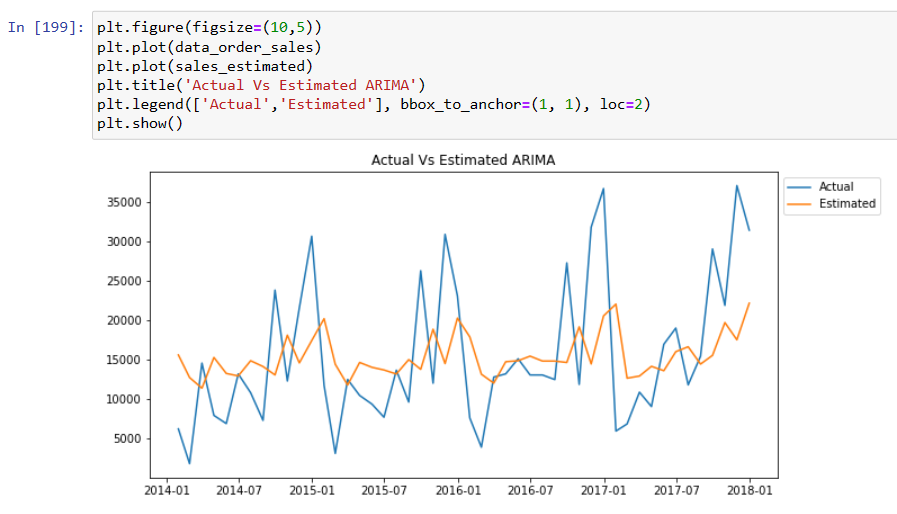 In [199]:
plt.figure(figsize=(10,5))
plt.plot(data_order_sales)
plt.plot(sales_estimated)
plt.title('Actual Vs Estimated ARIMA')
plt.legend(['Actual','Estimated'], bbox_to_anchor=(1, 1), loc=2)
plt.show()
Actual Vs Estimated ARIMA
Actual
Estimated
35000
30000
25000
20000
15000
10000
5000
2014-01 2014-07 2015-01 2015-07 2016-01 2016-07 2017-01 2017-07 2018-01